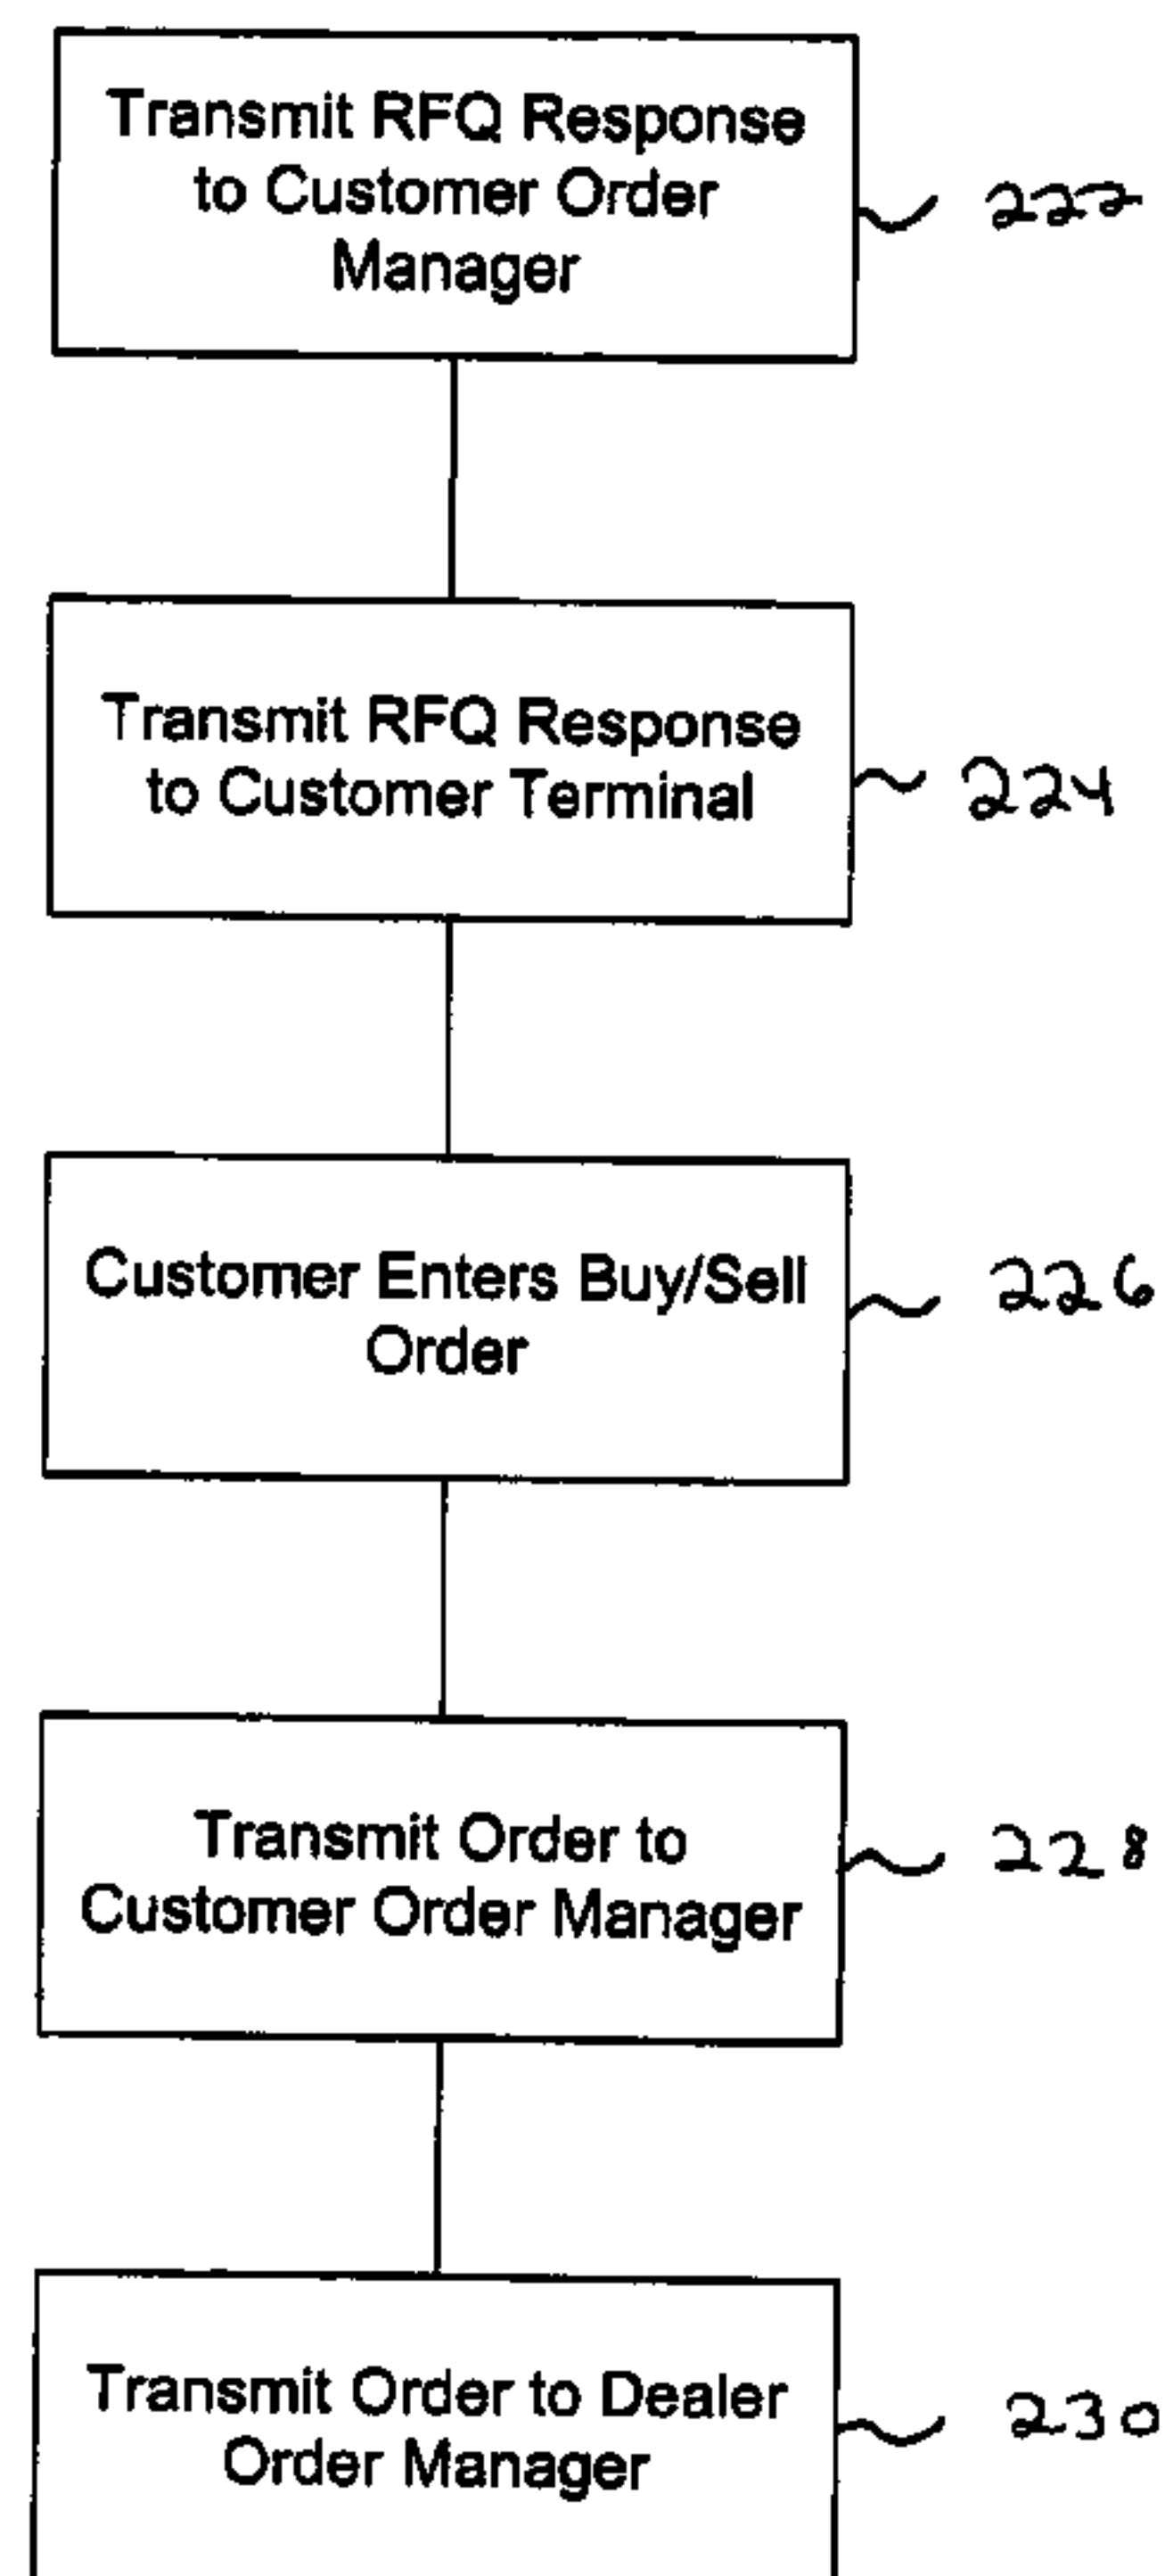 Transmit RFQ Response
to Customer Order
Manager
222
Transmit RFQ Response
to Customer Terminal
224
Customer Enters Buy/Sell
Order
226
Transmit Order to
Customer Order Manager
228
Transmit Order to Dealer
Order Manager
230